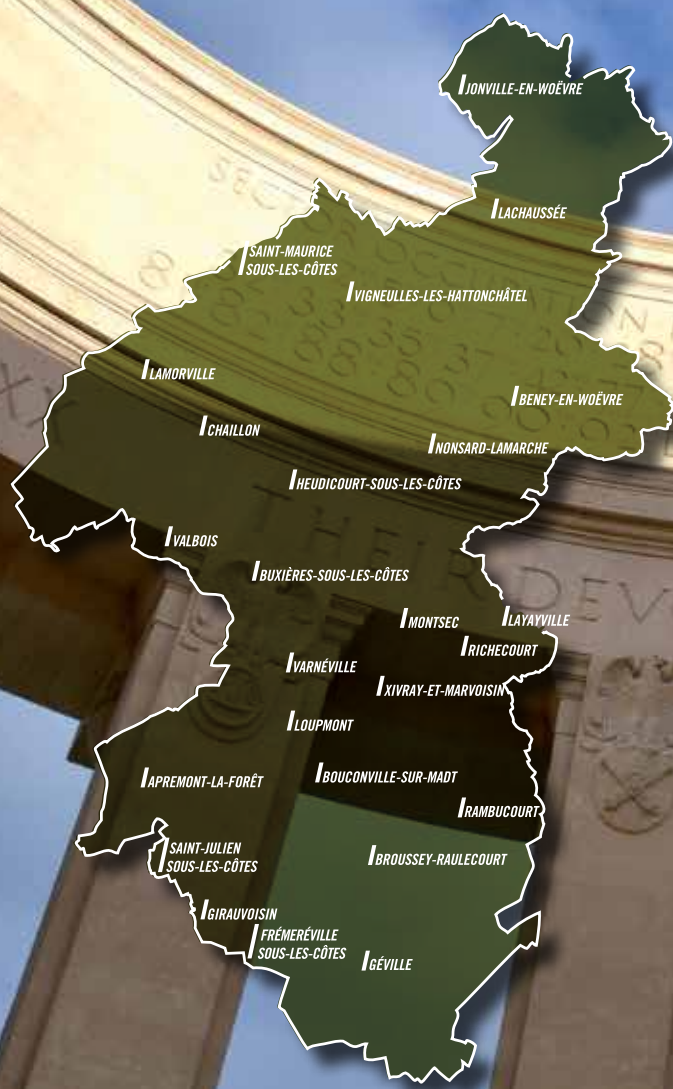 JONVILLE-EN-WOËVRE
LACHAUSSÉE
SAINT-MAURICE
SOUS-LES-CÔTES
VIGNEULLES-LES-HATTONCHÂTEL
LAMORVILLE
BENEY-EN-WOËVRE
CHAILLON
NONSARD-LAMARCHE
HEUDICOURT-SOUS-LES-CÔTES
THEIR DEV
VALBOIS
BUXIÈRES-SOUS-LES-CÔTES
MONTSEC
LAYAYVILLE
RICHECOURT
VARNÉVILLE
XIVRAY-ET-MARVOISIN
LOUPMONT
APREMONT-LA-FORÊT
BOUCONVILLE-SUR-MADT
RAMBUCOURT
SAINT-JULIEN
SOUS-LES-CÔTES
BROUSSEY-RAULECOURT
GIRAUVOISIN
FRÉMERÉVILLE
SOUS-LES-CÔTES
GÉVILLE